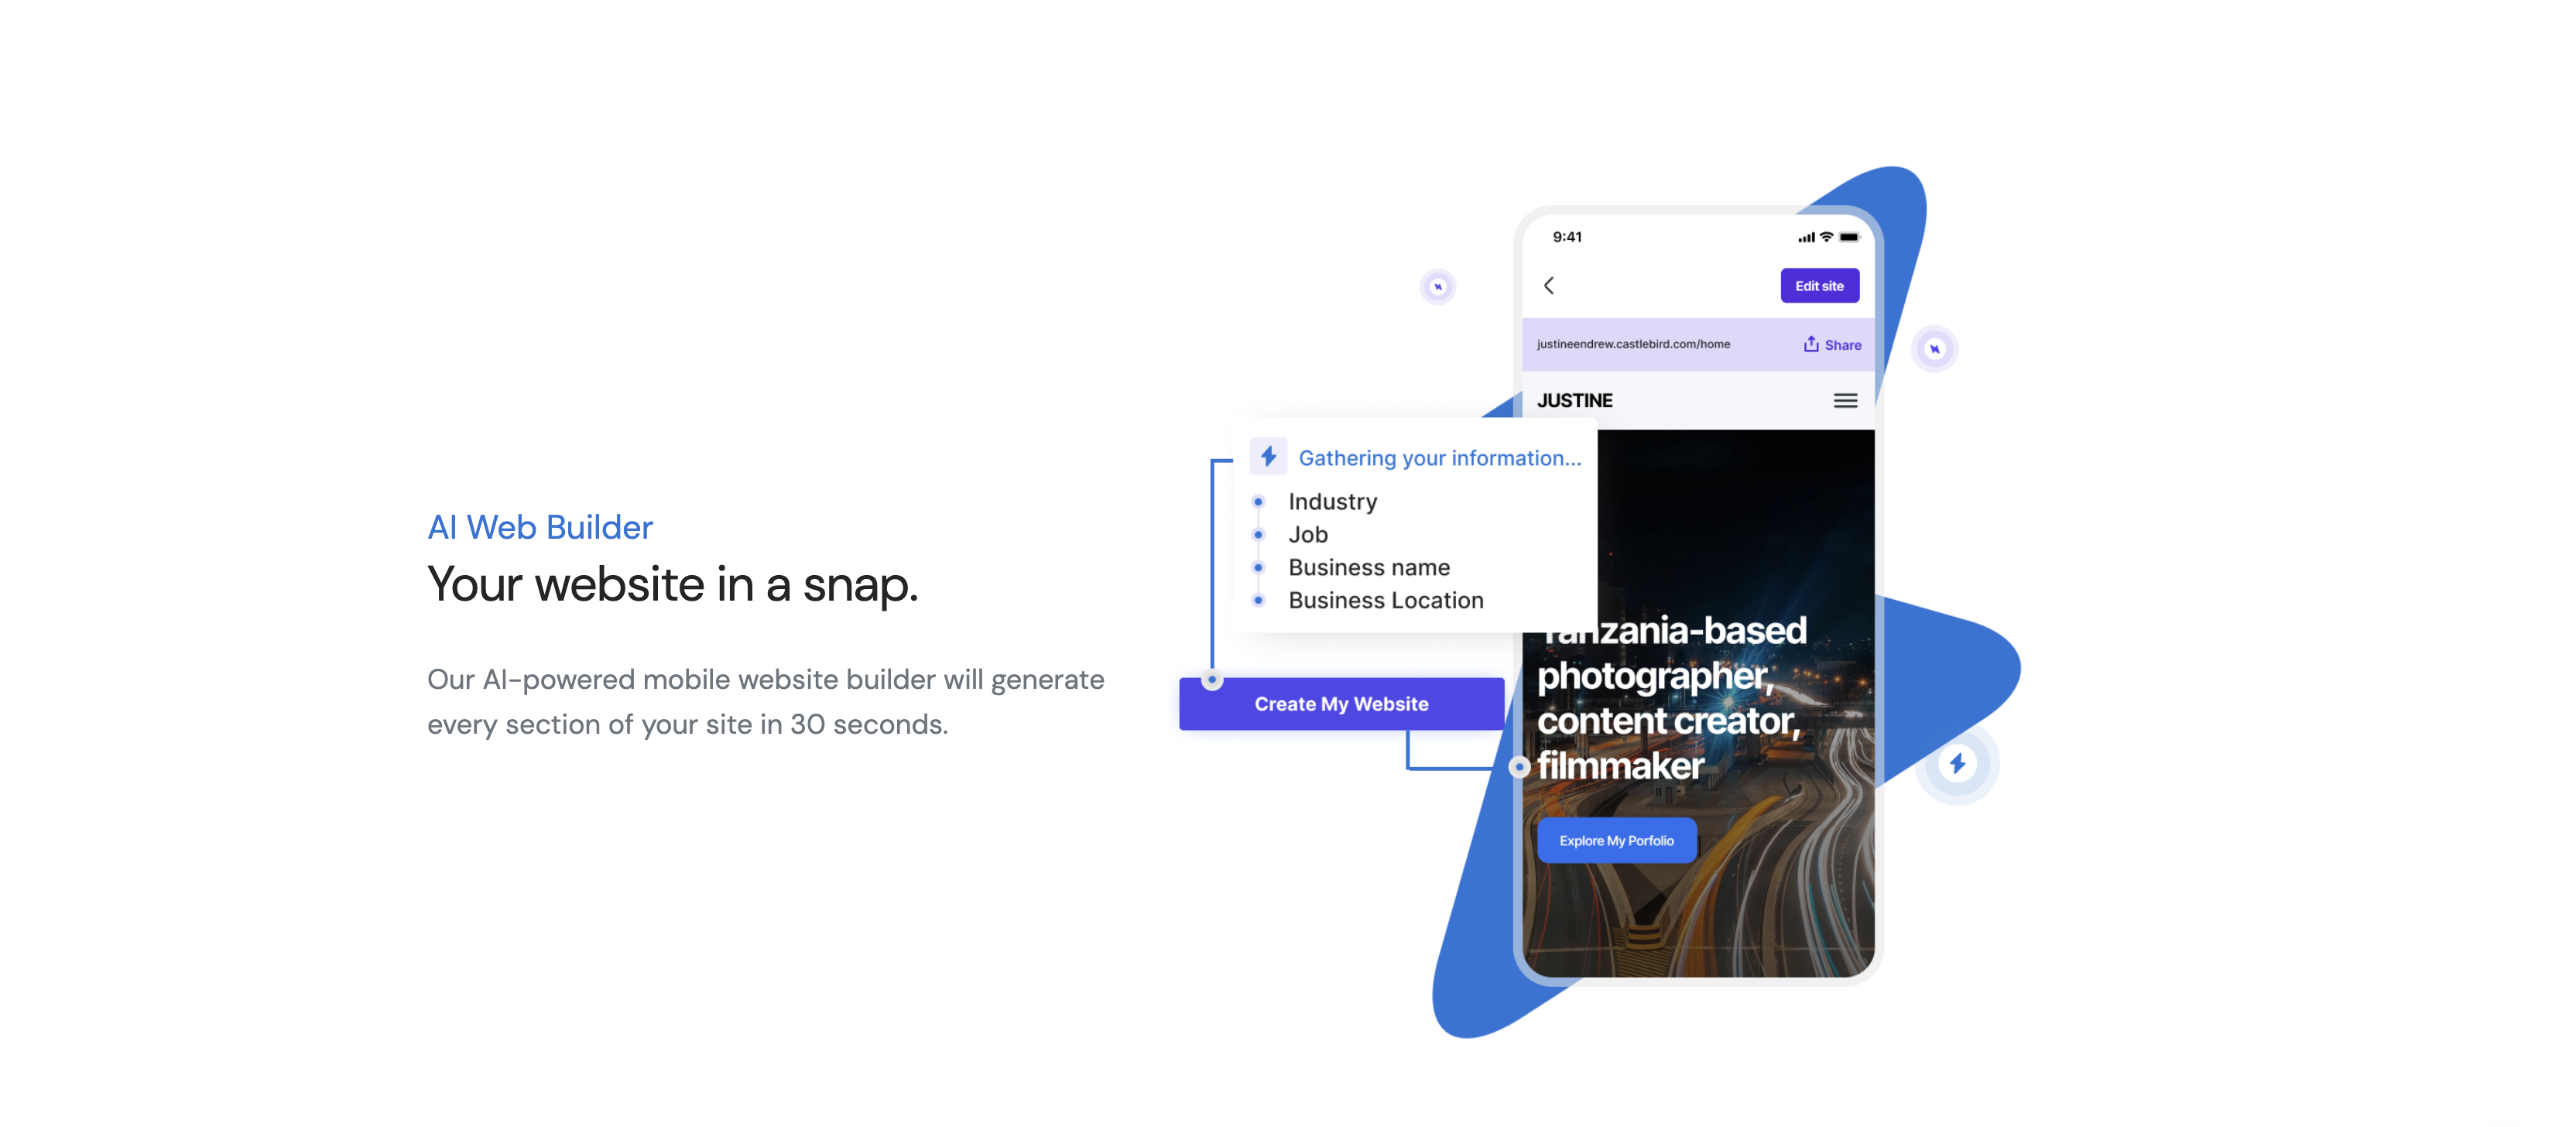 AI Web Builder
Your website in a snap.
Our AI-powered mobile website builder will generate
every section of your site in 30 seconds.
9:41
Edit site
justineendrew.castlebird.com/home
Share
JUSTINE
Gathering your information...
Industry
Job
Business name
Business Location
Create My Website
Tanzania-based
photographer,
content creator,
filmmaker
Explore My Porfolio